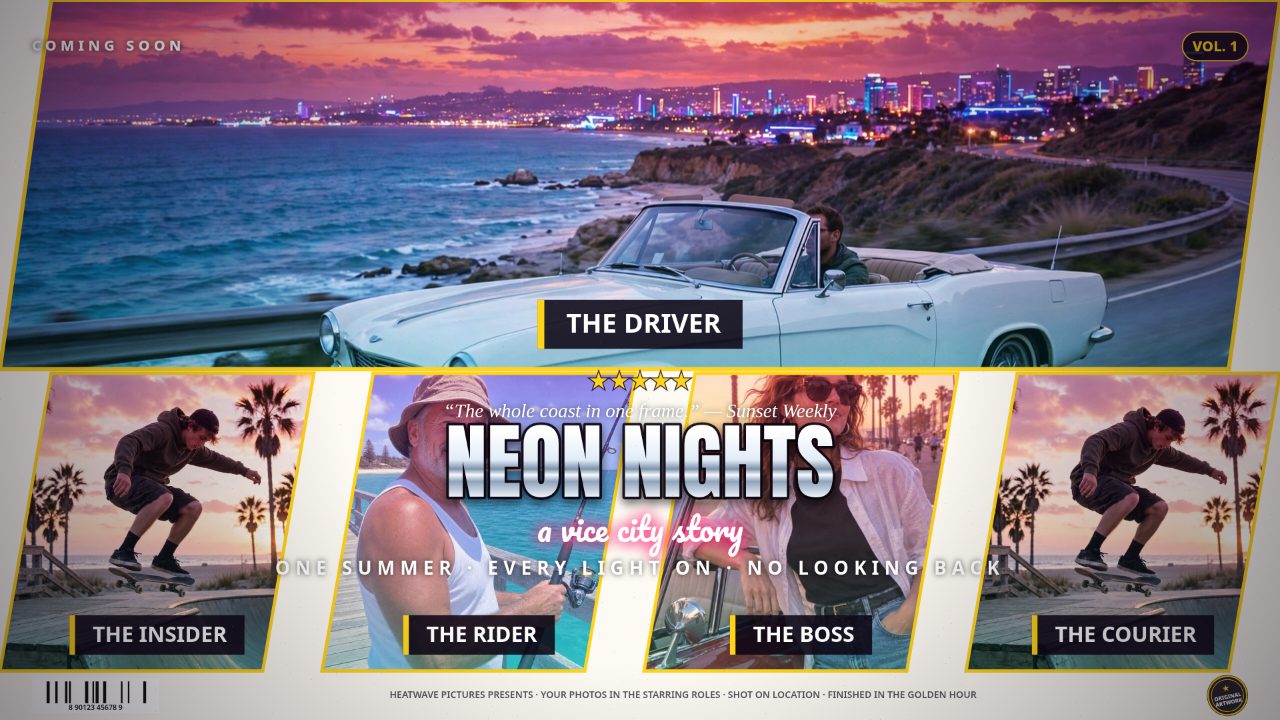 COMING SOON
VOL. 1
THE DRIVER
“The whole coast in one frame.” — Sunset Weekly
NEON NIGHTS
a vice city story
ONE SUMMER · EVERY LIGHT ON · NO LOOKING BACK
THE INSIDER
THE RIDER
THE BOSS
THE COURIER
8 90123 45678 9
HEATWAVE PICTURES PRESENTS · YOUR PHOTOS IN THE STARRING ROLES · SHOT ON LOCATION · FINISHED IN THE GOLDEN HOUR
ORIGINAL
ARTWORK